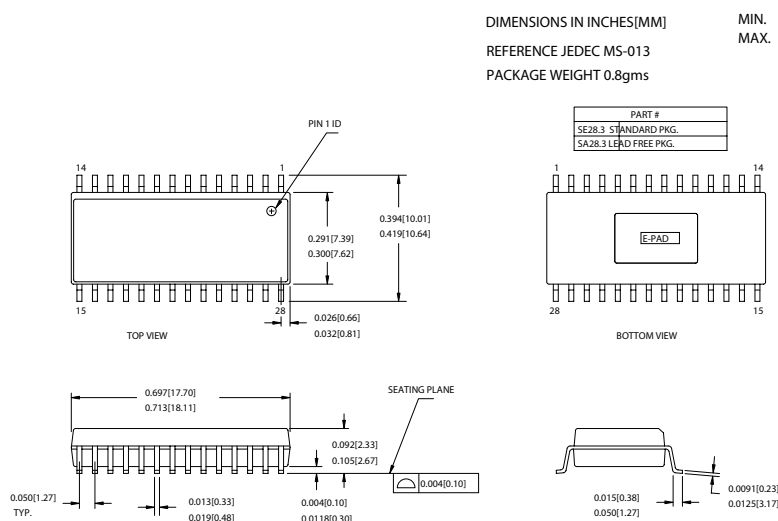 DIMENSIONS IN INCHES[MM] MIN.
MAX.
REFERENCE JEDEC MS-013
PACKAGE WEIGHT 0.8gms
PART #
SE28.3 STANDARD PKG.
SA28.3 LEAD FREE PKG.
PIN 1 ID
14 1
0.291[7.39]
0.300[7.62]
0.394[10.01]
0.419[10.64]
15 28
0.026[0.66]
0.032[0.81]
TOP VIEW
1 14
E-PAD
28 15
BOTTOM VIEW
0.697[17.70]
0.713[18.11]
SEATING PLANE
0.092[2.33]
0.105[2.67]
0.004[0.10]
0.050[1.27]
TYP.
0.013[0.33]
0.019[0.48]
0.004[0.10]
0.0118[0.30]
0.015[0.38]
0.050[1.27]
0.0091[0.23]
0.0125[3.17]